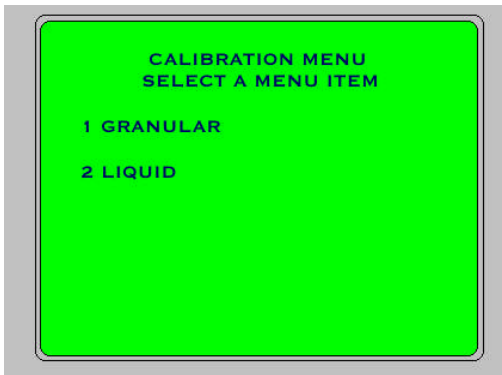 CALIBRATION MENU
SELECT A MENU ITEM
1 GRANULAR
2 LIQUID